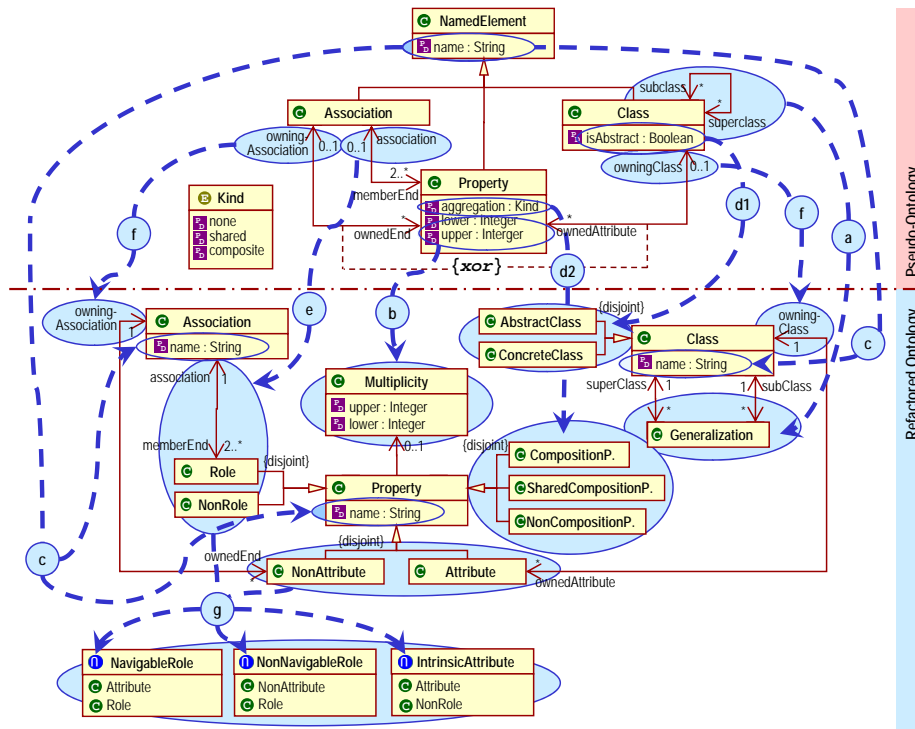 NamedElement
name : String
Association
subclass
*
*
superclass
Class
isAbstract : Boolean
owning-
Association
0..1
0..1
association
owningClass
0..1
2..*
memberEnd
Kind
none
shared
composite
Property
aggregation : Kind
lower : Integer
upper : Interger
*
ownedEnd
*
ownedAttribute
{xor}
f
d1
f
a
d2
e
b
c
Pseudo-Ontology
Refactored Ontology
owning-
Association
1
Association
name : String
association
1
memberEnd
2..*
Role
NonRole
{disjoint}
Multiplicity
upper : Integer
lower : Integer
0..1
AbstractClass
ConcreteClass
{disjoint}
Class
name : String
owning-
Class
1
superClass
1
1
subClass
*
*
Generalization
{disjoint}
CompositionP.
SharedCompositionP.
NonCompositionP.
Property
name : String
{disjoint}
c
ownedEnd
*
NonAttribute
Attribute
*
ownedAttribute
g
NavigableRole
Attribute
Role
NonNavigableRole
NonAttribute
Role
IntrinsicAttribute
Attribute
NonRole